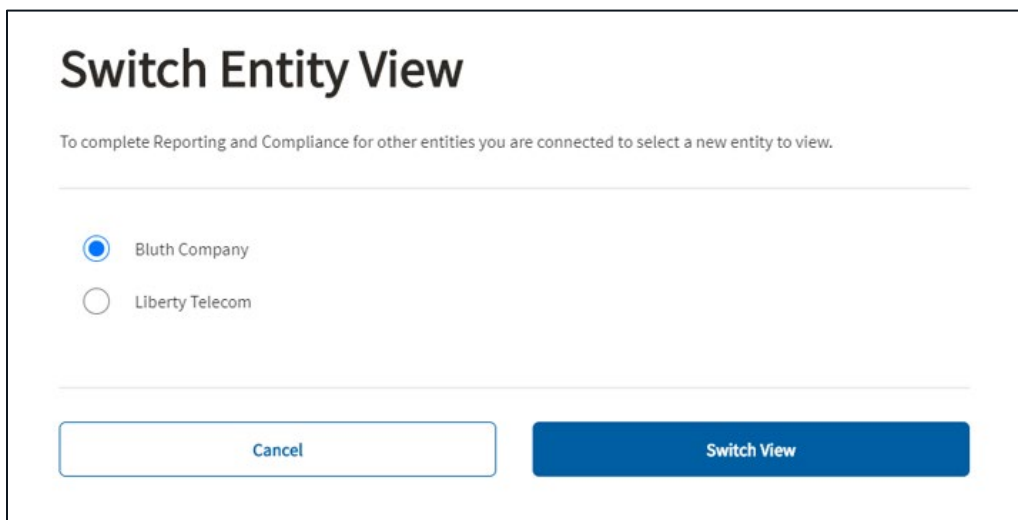 Switch Entity View
To complete Reporting and Compliance for other entities you are connected to select a new entity to view.
Bluth Company
Liberty Telecom
Cancel
Switch View